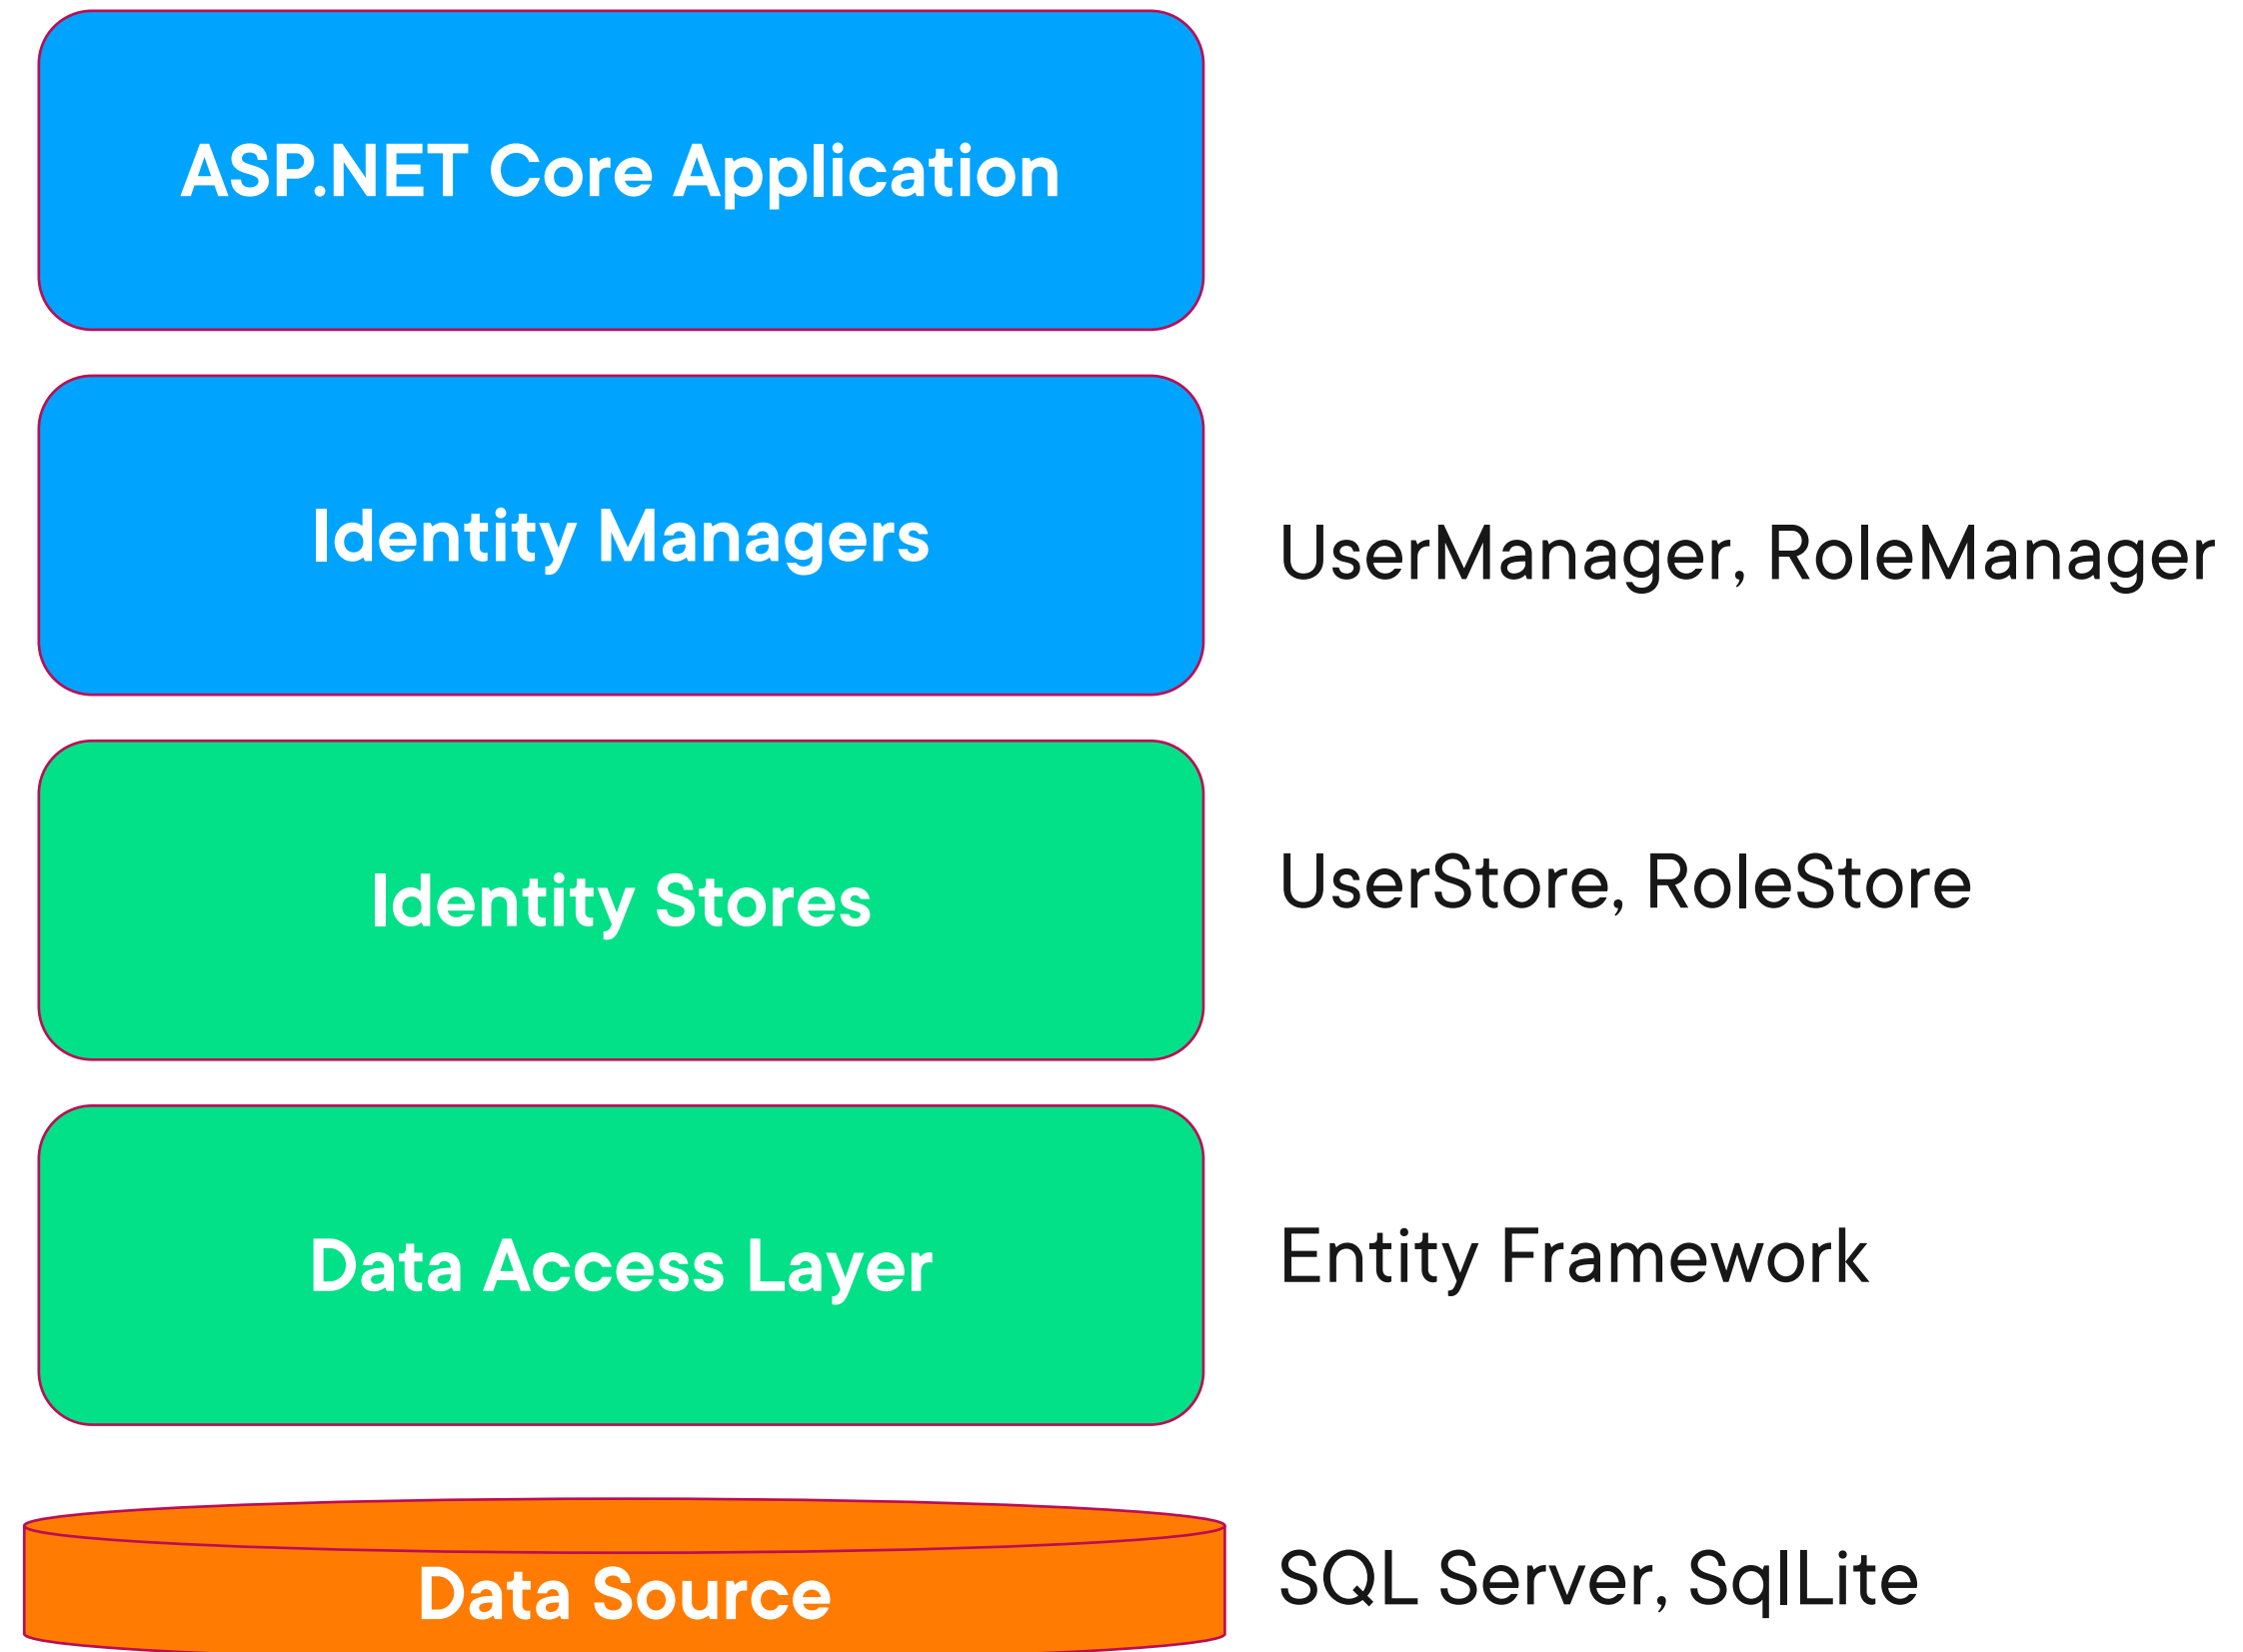 ASP.NET Core Application
Identity Managers
UserManager, RoleManager
Identity Stores
UserStore, RoleStore
Data Access Layer
Entity Framework
Data Source
SQL Server, SqlLite